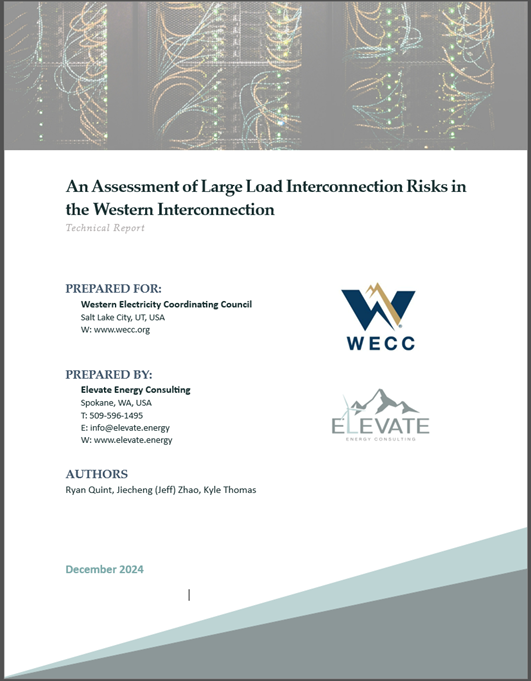 An Assessment of Large Load Interconnection Risks in
the Western Interconnection
Technical Report
PREPARED FOR:
Western Electricity Coordinating Council
Salt Lake City, UT, USA
W: www.wecc.org
WECC
PREPARED BY:
Elevate Energy Consulting
Spokane, WA, USA
T: 509-596-1495
E: info@elevate.energy
W: www.elevate.energy
ELEVATE
ENERGY CONSULTING
AUTHORS
Ryan Quint, Jiecheng (Jeff) Zhao, Kyle Thomas
December 2024